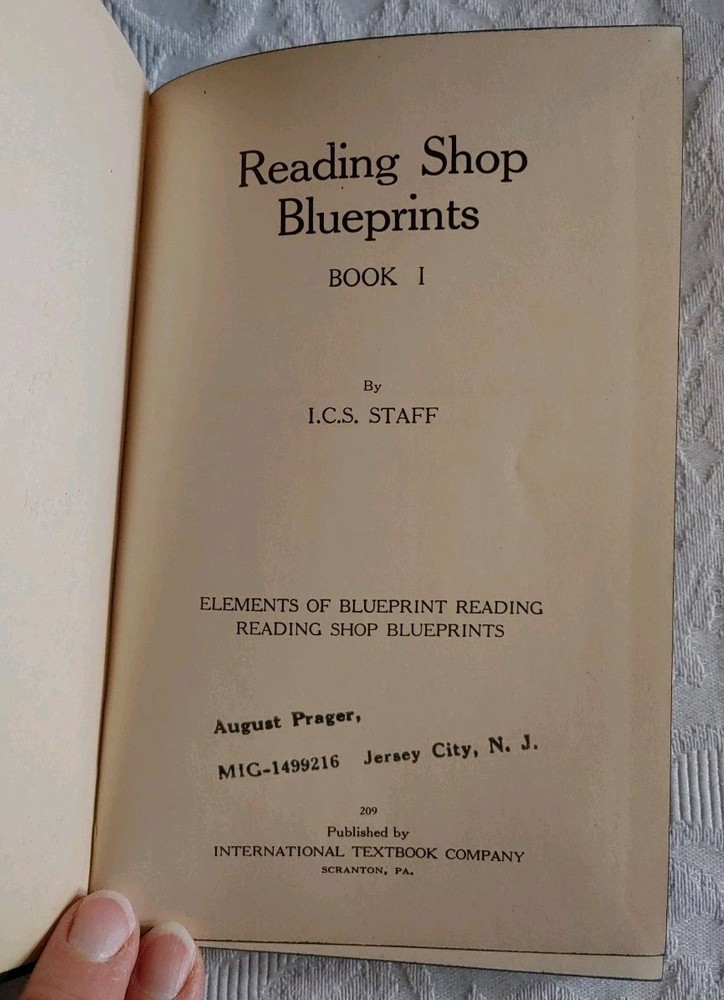 Reading Shop
Blueprints
BOOK I
By
I.C.S. STAFF
ELEMENTS OF BLUEPRINT READING
READING SHOP BLUEPRINTS
August Prager,
MIG-1499216 Jersey City, N. J.
209
Published by
INTERNATIONAL TEXTBOOK COMPANY
SCRANTON, PA.